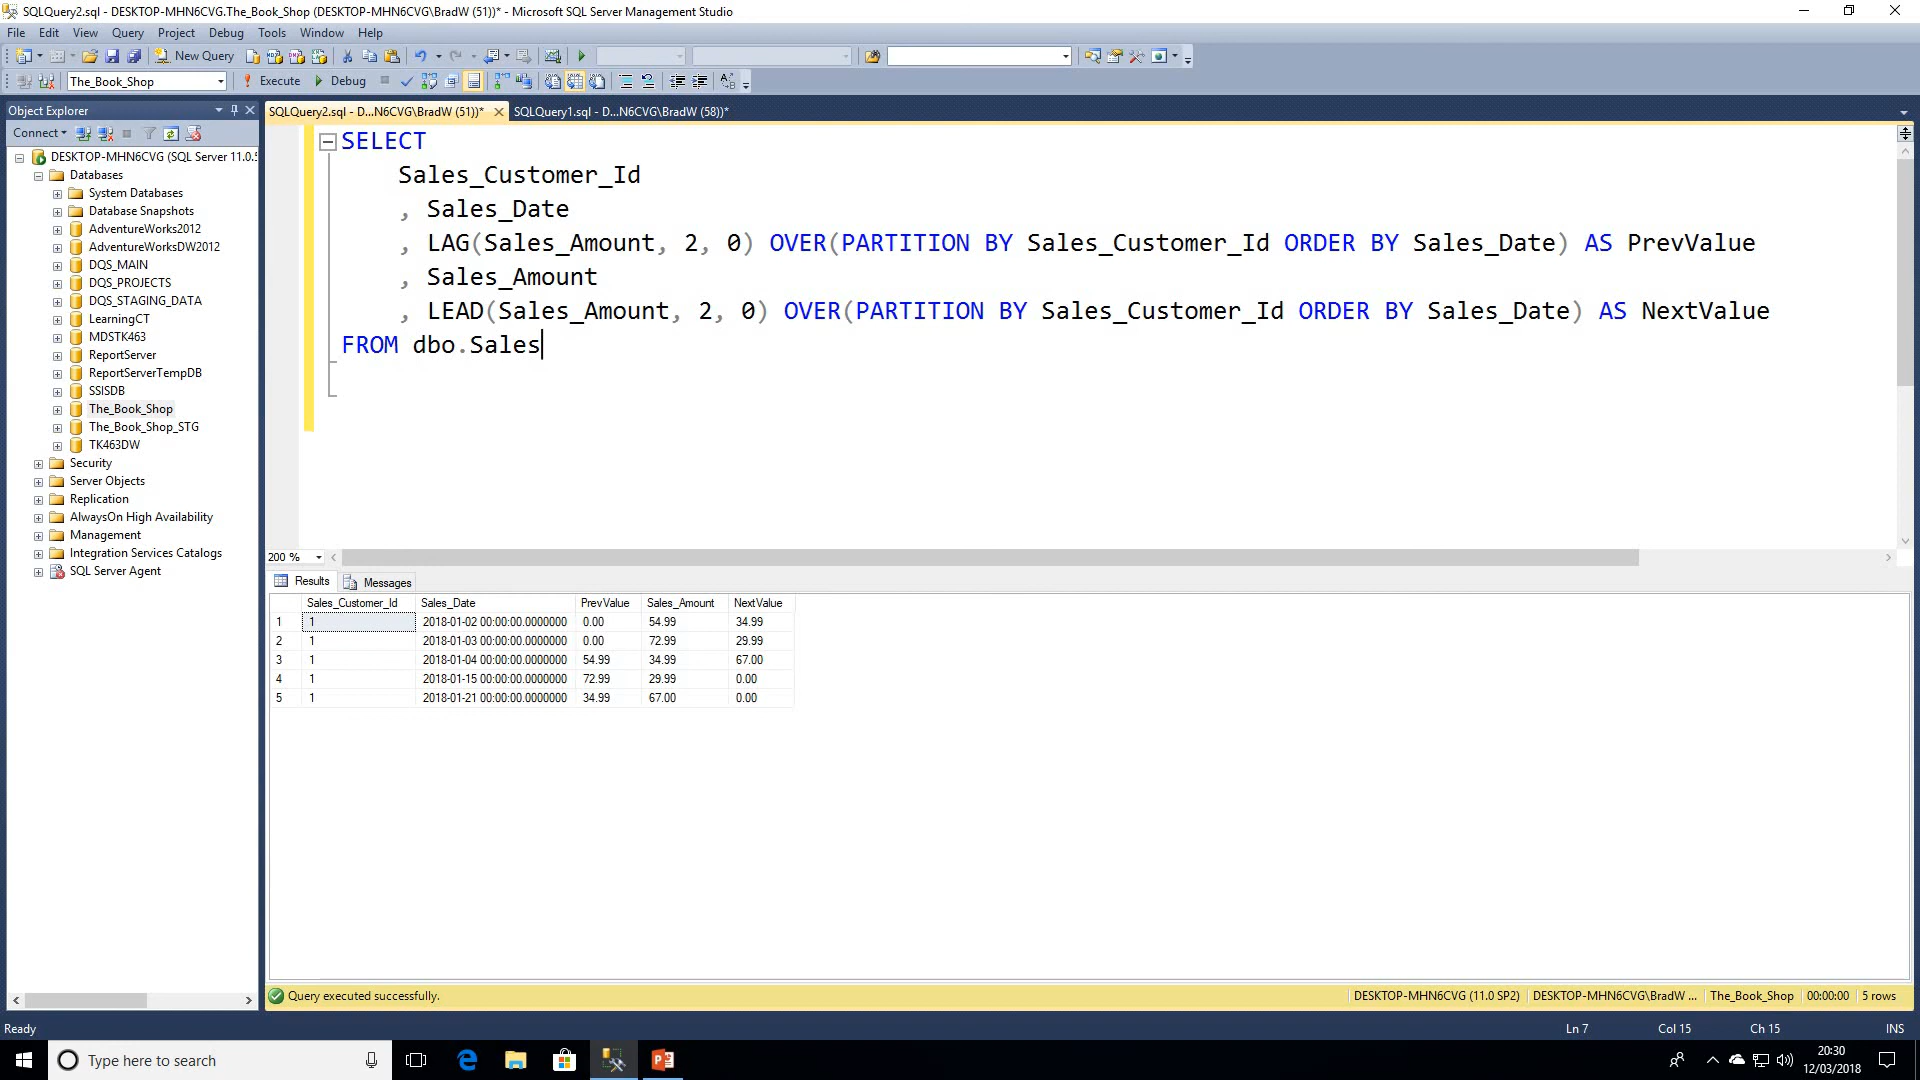 SQLQuery2.sql - DESKTOP-MHN6CVG.The_Book_Shop (DESKTOP-MHN6CVG\BradW (51))* - Microsoft SQL Server Management Studio
File Edit View Query Project Debug Tools Window Help
New Query
The_Book_Shop Execute Debug
Object Explorer
SQLQuery2.sql - D...N6CVG\BradW (51))* SQLQuery1.sql - D...N6CVG\BradW (58))*
Connect
DESKTOP-MHN6CVG (SQL Server 11.0.5
Databases
System Databases
Database Snapshots
AdventureWorks2012
AdventureWorksDW2012
DQS_MAIN
DQS_PROJECTS
DQS_STAGING_DATA
LearningCT
MDSTK463
ReportServer
ReportServerTempDB
SSISDB
The_Book_Shop
The_Book_Shop_STG
TK463DW
Security
Server Objects
Replication
AlwaysOn High Availability
Management
Integration Services Catalogs
SQL Server Agent
SELECT
Sales_Customer_Id
, Sales_Date
, LAG(Sales_Amount, 2, 0) OVER(PARTITION BY Sales_Customer_Id ORDER BY Sales_Date) AS PrevValue
, Sales_Amount
, LEAD(Sales_Amount, 2, 0) OVER(PARTITION BY Sales_Customer_Id ORDER BY Sales_Date) AS NextValue
FROM dbo.Sales
200 %
Results Messages
Sales_Customer_Id Sales_Date PrevValue Sales_Amount NextValue
1 1 2018-01-02 00:00:00.0000000 0.00 54.99 34.99
2 1 2018-01-03 00:00:00.0000000 0.00 72.99 29.99
3 1 2018-01-04 00:00:00.0000000 54.99 34.99 67.00
4 1 2018-01-15 00:00:00.0000000 72.99 29.99 0.00
5 1 2018-01-21 00:00:00.0000000 34.99 67.00 0.00
Query executed successfully. DESKTOP-MHN6CVG (11.0 SP2) DESKTOP-MHN6CVG\BradW ... The_Book_Shop 00:00:00 5 rows
Ready Ln 7 Col 15 Ch 15 INS
Type here to search
20:30
12/03/2018